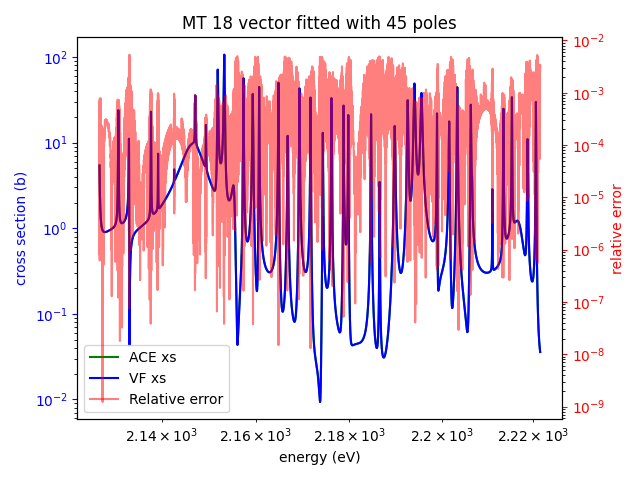 MT 18 vector fitted with 45 poles
10² 10¹ 10⁰ 10⁻¹ 10⁻²
cross section (b)
10⁻² 10⁻³ 10⁻⁴ 10⁻⁵ 10⁻⁶ 10⁻⁷ 10⁻⁸ 10⁻⁹
relative error
ACE xs
VF xs
Relative error
2.14 × 10³ 2.16 × 10³ 2.18 × 10³ 2.2 × 10³ 2.22 × 10³
energy (eV)